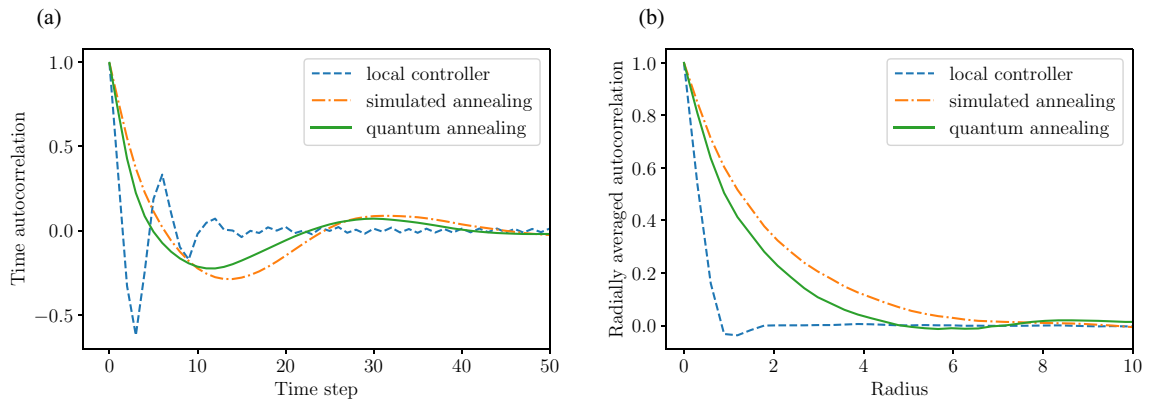 (a)
Time autocorrelation
1.0
0.5
0.0
−0.5
local controller
simulated annealing
quantum annealing
0 10 20 30 40 50
Time step
(b)
Radially averaged autocorrelation
1.0
0.8
0.6
0.4
0.2
0.0
local controller
simulated annealing
quantum annealing
0 2 4 6 8 10
Radius